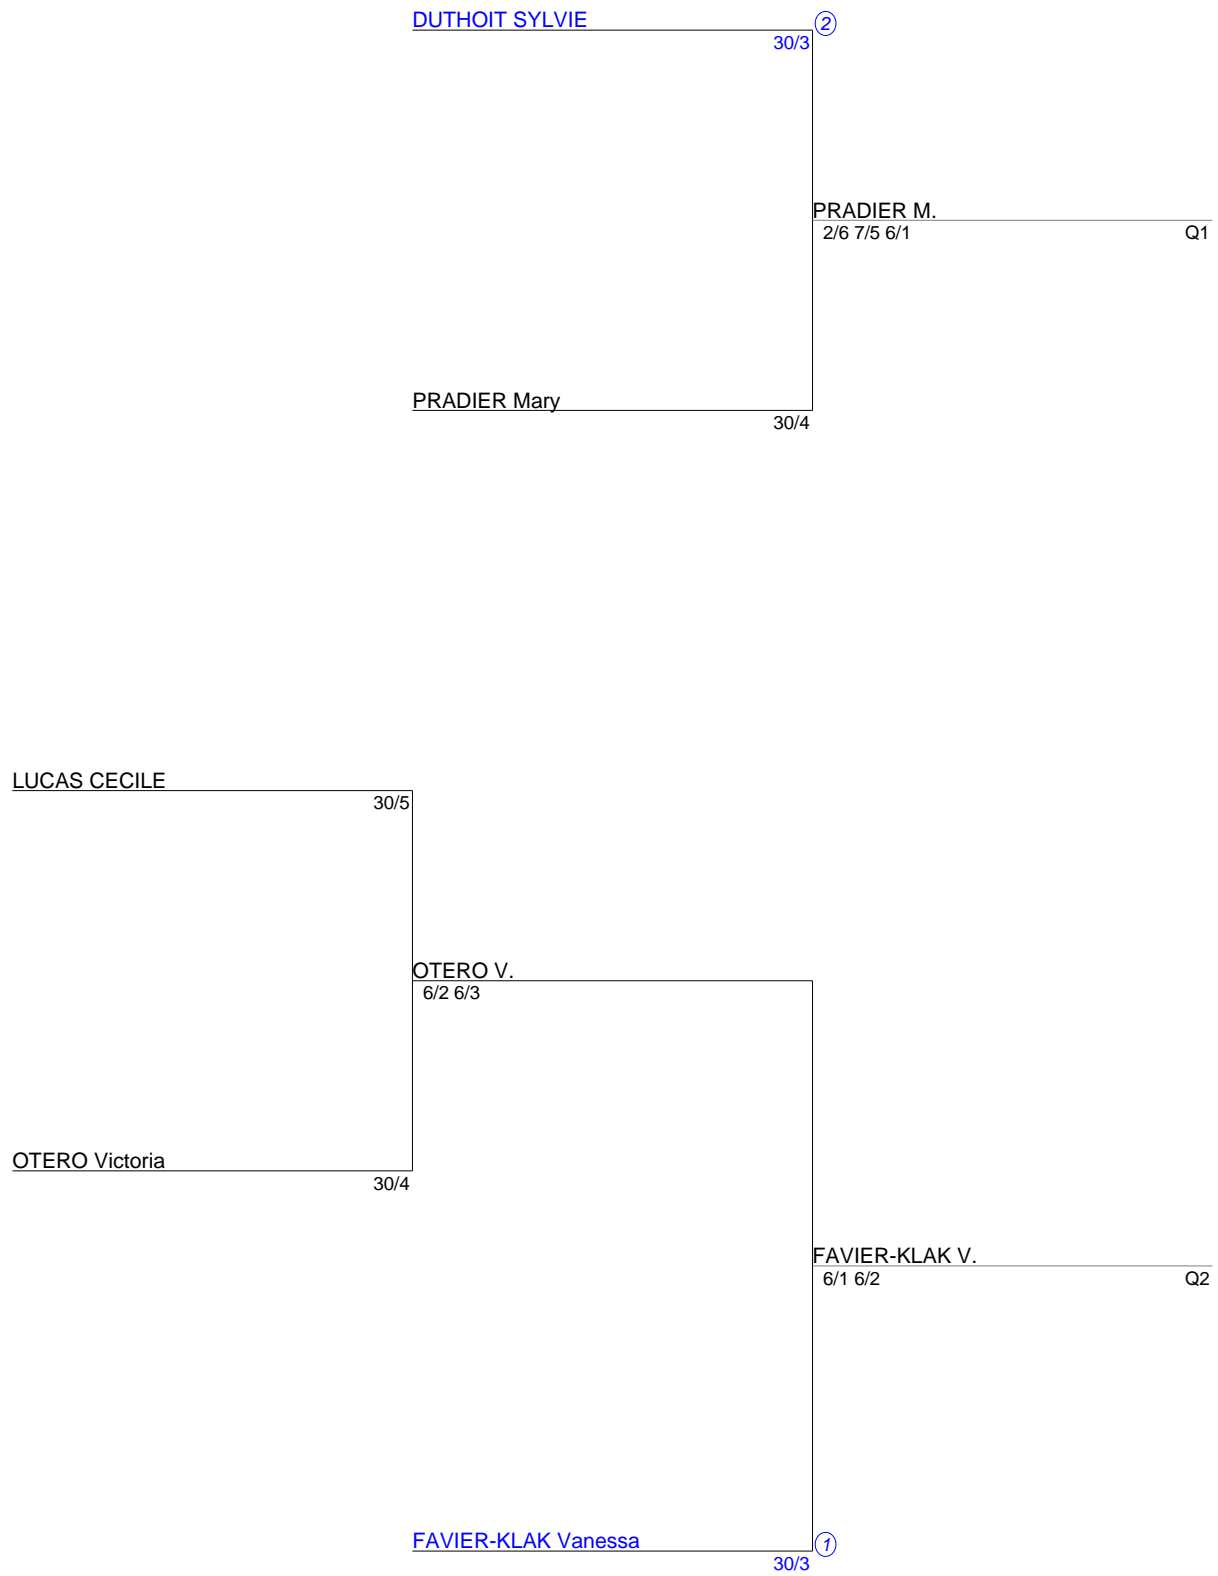 DUTHOIT SYLVIE
2
30/3
PRADIER M.
2/6 7/5 6/1
Q1
PRADIER Mary
30/4
LUCAS CECILE
30/5
OTERO V.
6/2 6/3
OTERO Victoria
30/4
FAVIER-KLAK V.
6/1 6/2
Q2
FAVIER-KLAK Vanessa
1
30/3